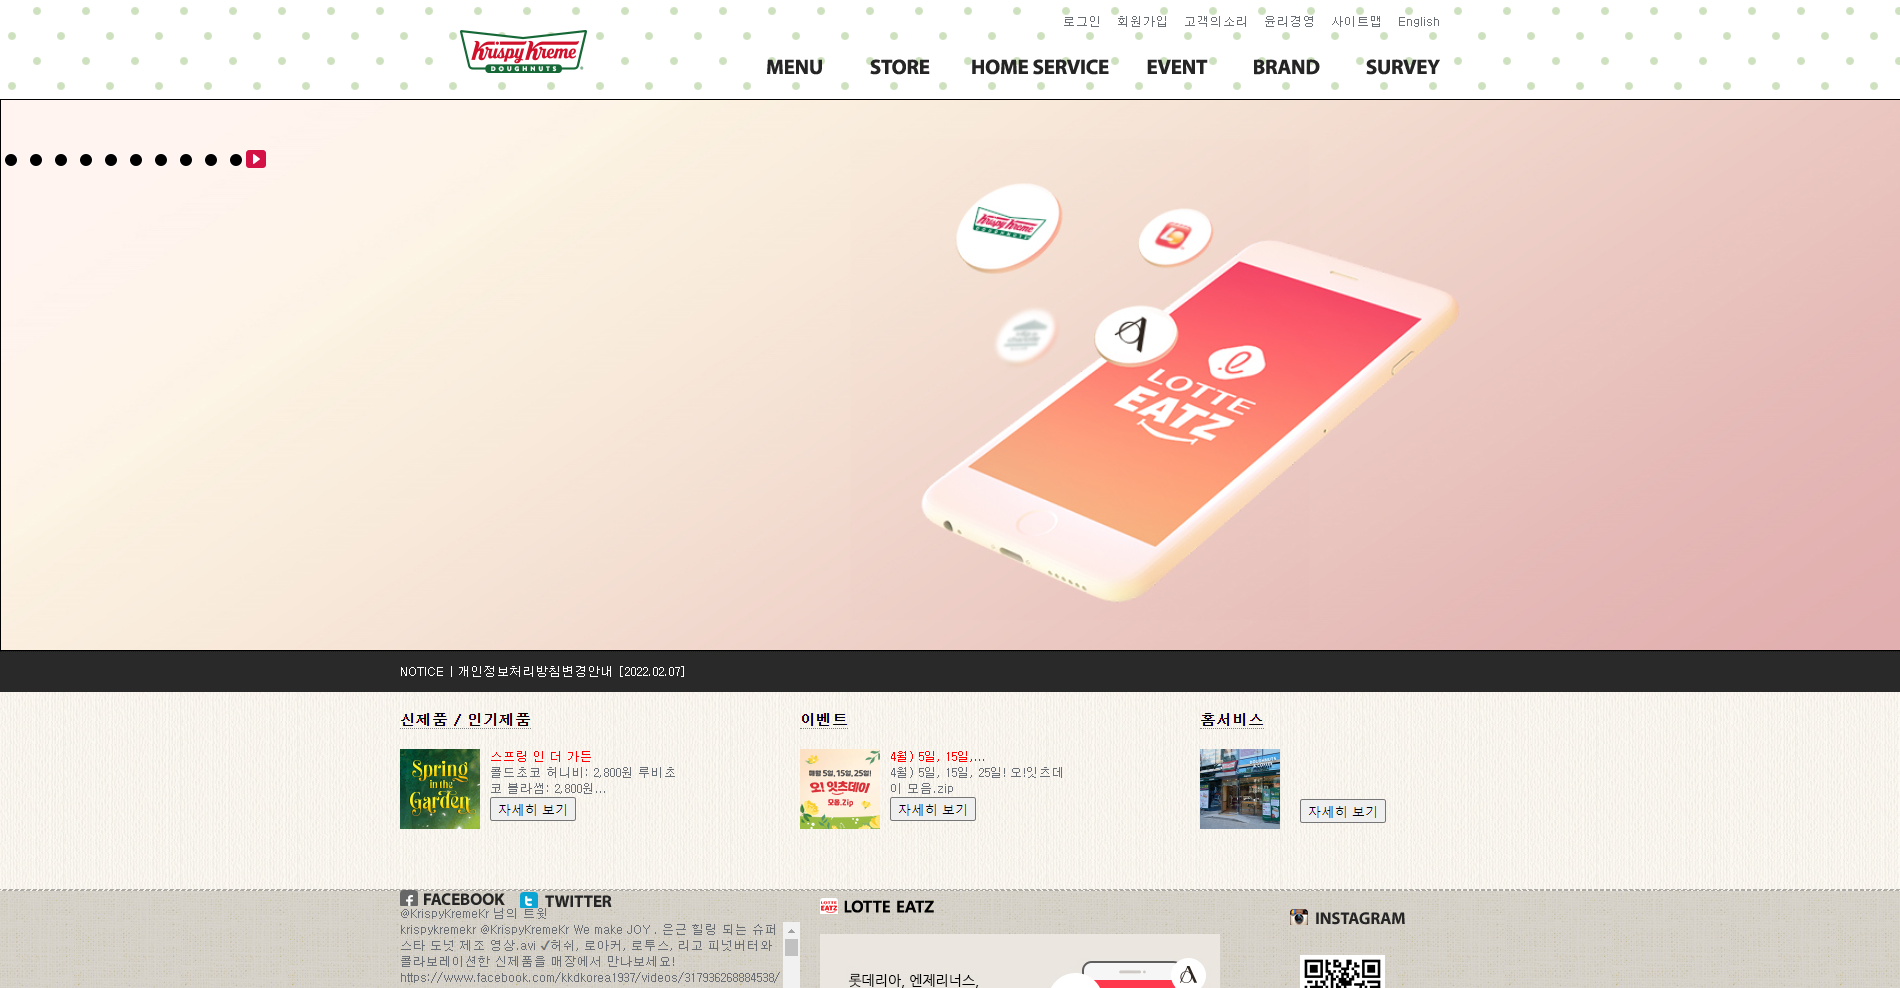 로그인 회원가입 고객의소리 윤리경영 사이트맵 English
Krispy Kreme
DOUGHNUTS
MENU STORE HOME SERVICE EVENT BRAND SURVEY
Krispy Kreme
DOUGHNUTS
LOTTE
EATZ
NOTICE | 개인정보처리방침변경안내 [2022.02.07]
신제품 / 인기제품
Spring
in the
Garden
스프링 인 더 가든
콜드초코 허니비: 2,800원 루비초
코 블라썸: 2,800원...
자세히 보기
이벤트
매월 5일, 15일, 25일!
오! 잇츠데이
모음.Zip
4월) 5일, 15일,...
4월) 5일, 15일, 25일! 오!잇츠데
이 모음.zip
자세히 보기
홈서비스
자세히 보기
FACEBOOK TWITTER
@KrispyKremeKr 님의 트윗
krispykremekr @KrispyKremeKr We make JOY . 은근 힐링 되는 슈퍼
스타 도넛 제조 영상.avi ✓허쉬, 로아커, 로투스, 리고 피넛버터와
콜라보레이션한 신제품을 매장에서 만나보세요!
https://www.facebook.com/kkdkorea1937/videos/317936268884538/
LOTTE EATZ
LOTTE EATZ
롯데리아, 엔제리너스,
INSTAGRAM